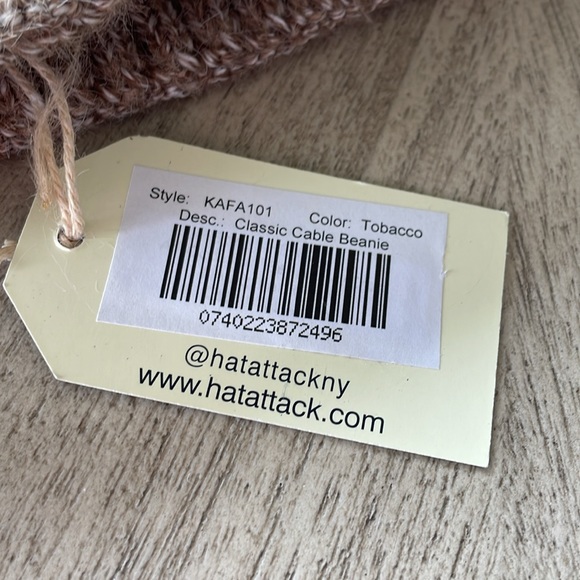 Style: KAFA101 Color: Tobacco
Desc.: Classic Cable Beanie
0740223872496
@hatattackny
www.hatattack.com